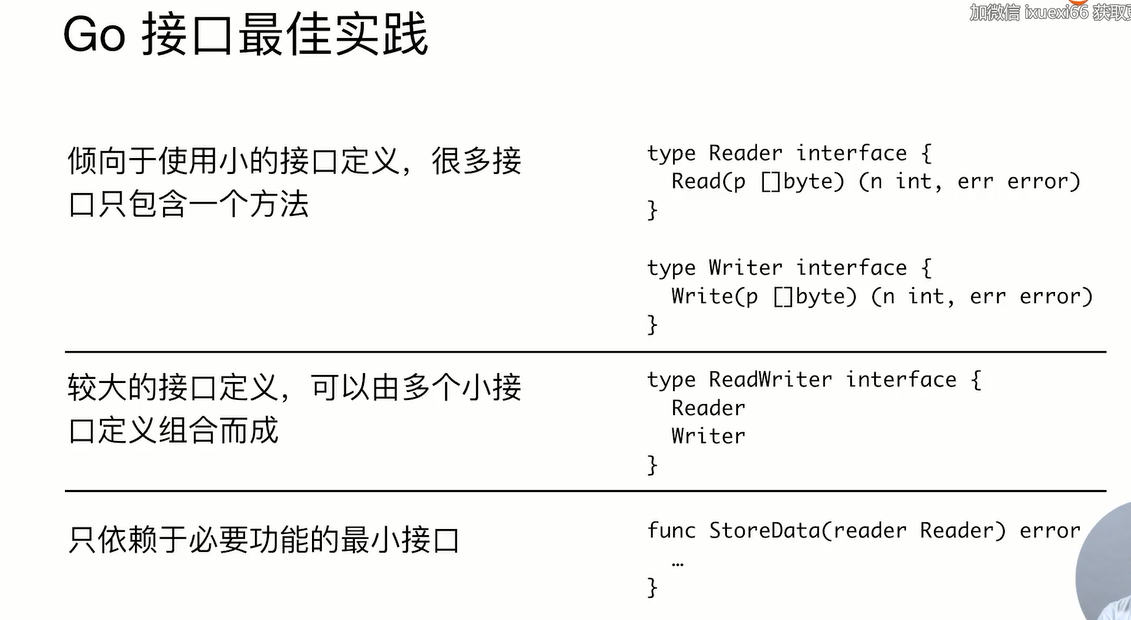 加微信 ixuexi66 获取
Go 接口最佳实践
倾向于使用小的接口定义，很多接
口只包含一个方法
type Reader interface {
  Read(p []byte) (n int, err error)
}
type Writer interface {
  Write(p []byte) (n int, err error)
}
较大的接口定义，可以由多个小接
口定义组合而成
type ReadWriter interface {
  Reader
  Writer
}
只依赖于必要功能的最小接口
func StoreData(reader Reader) error
  …
}